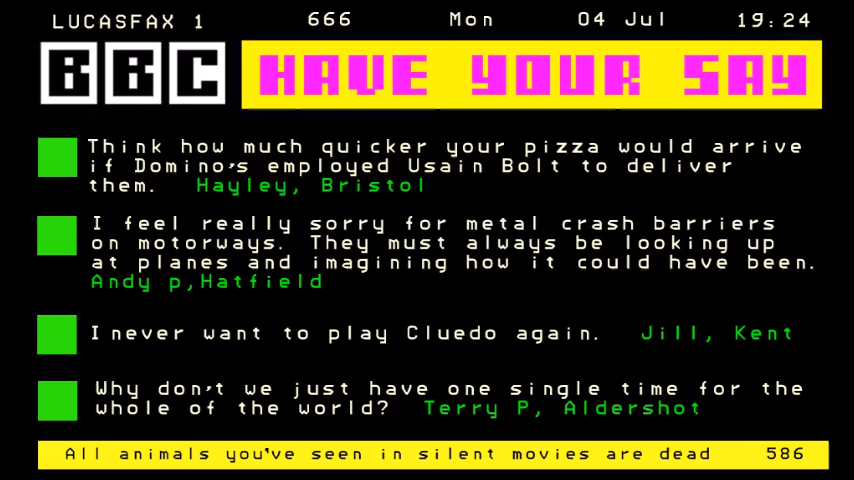 LUCASFAX 1 666 Mon 04 Jul 19:24
BBC HAVE YOUR SAY
Think how much quicker your pizza would arrive
if Domino's employed Usain Bolt to deliver
them. Hayley, Bristol
I feel really sorry for metal crash barriers
on motorways. They must always be looking up
at planes and imagining how it could have been.
Andy p,Hatfield
I never want to play Cluedo again. Jill, Kent
Why don't we just have one single time for the
whole of the world? Terry P, Aldershot
All animals you've seen in silent movies are dead 586